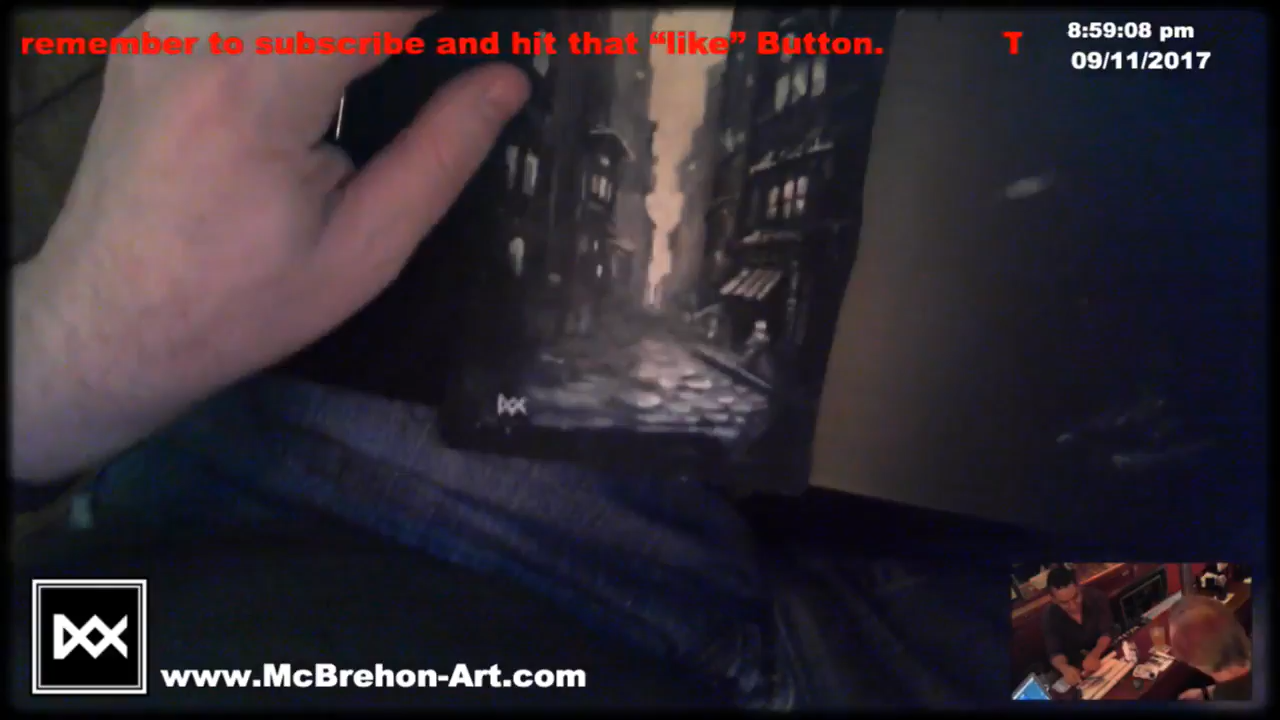 remember to subscribe and hit that “like” Button.
T
8:59:08 pm
09/11/2017
www.McBrehon-Art.com